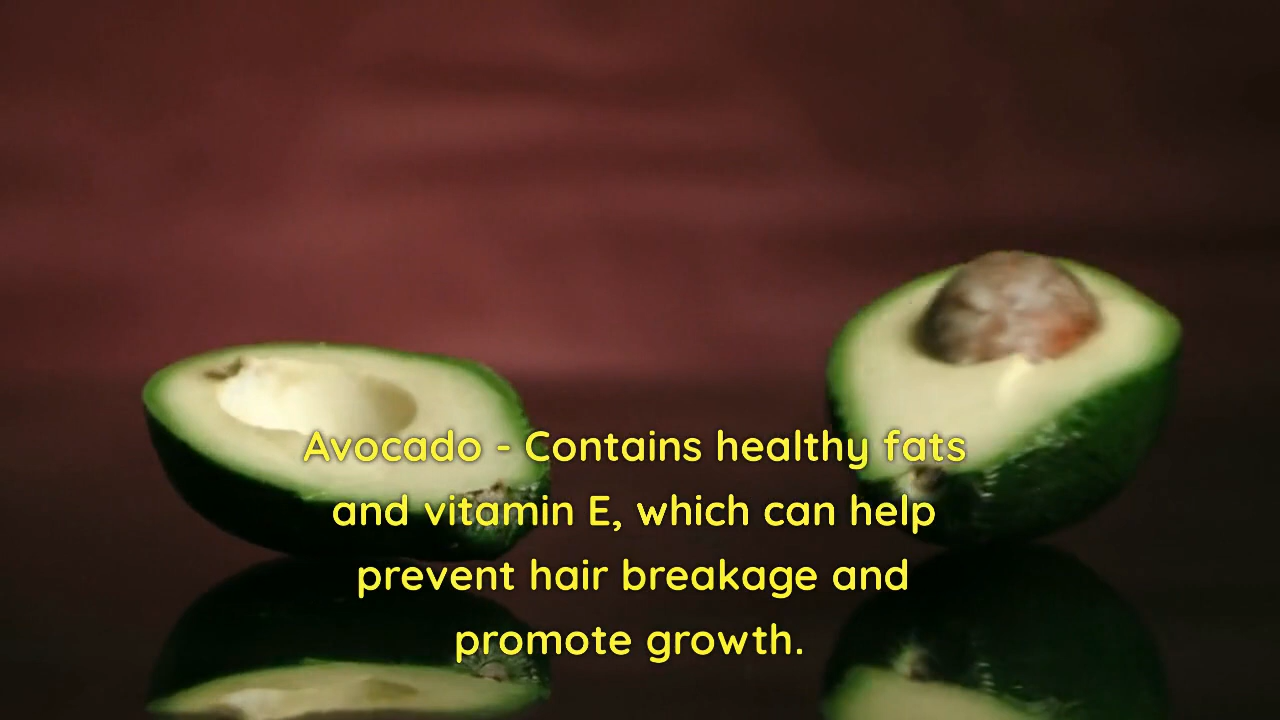 Avocado - Contains healthy fats
and vitamin E, which can help
prevent hair breakage and
promote growth.